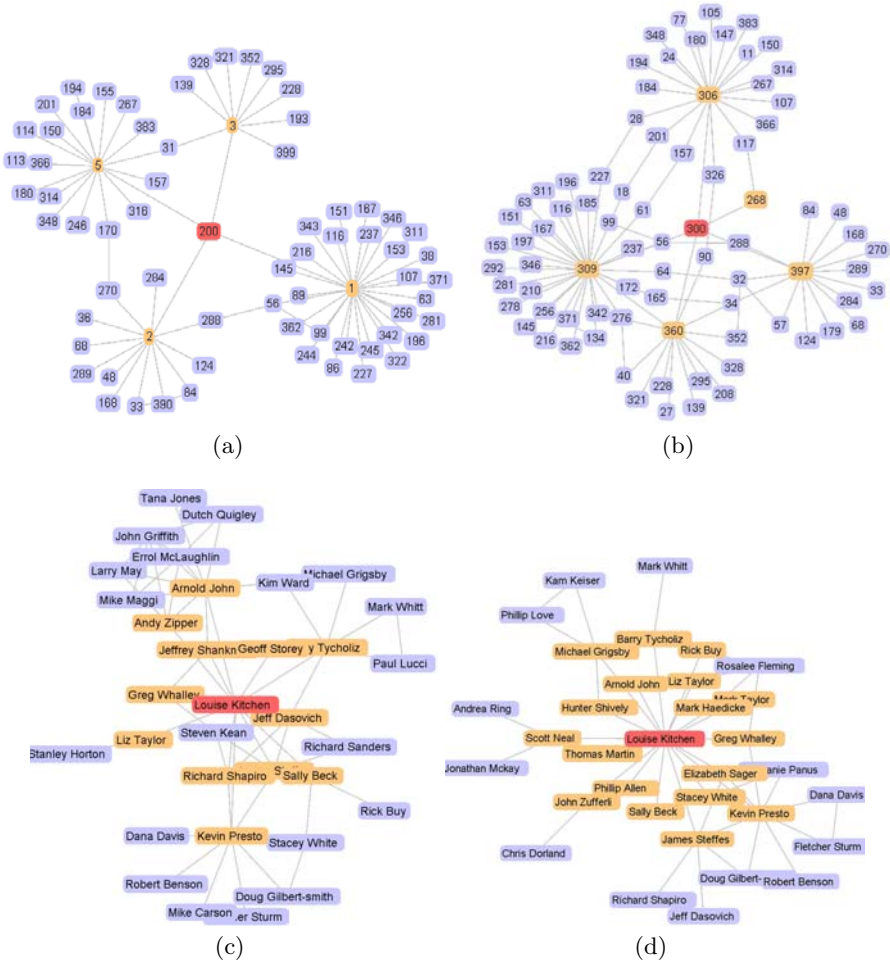 328 321 352 295
139 228
3 193
399
194 155 267
201 184
114 150 383
31
113 366 5
157
180 314 316
348 246 170
200
151 167 346
343 116 237 311
216 153 38
145 107 371
270 284
1 63
56 89 256 281
36 288
362 99 342 196
68 2 242 245
244 322
289 48 124 86 227
168 33 390 84
(a)
105
77 383
348 180 147 150
24 11
194 314
184 306 267
107
28 366
201 117
157
227 326
196
311 18
63 116 185 268
61 84 48
151 167 99 300 168
153 197 237 56 288 270
90
292 346 309 64 397 289
32
281 210 172 33
165 34 284
278 256 342
371 276 57 68
145 360 179
216 362 134 352 124
328
40 228 295
321 208
27 139
(b)
Tana Jones
Dutch Quigley
John Griffith
Errol McLaughlin
Larry May
Arnold John Kim Ward Michael Grigsby
Mike Maggi
Mark Whitt
Andy Zipper
Jeffrey Shankn Geoff Storey y Tycholiz
Paul Lucci
Greg Whalley
Louise Kitchen
Jeff Dasovich
Steven Kean
Liz Taylor Richard Sanders
Stanley Horton
Richard Shapiro Sally Beck
Rick Buy
Dana Davis Kevin Presto
Stacey White
Robert Benson
Doug Gilbert-smith
Mike Carson ..er Sturm
(c)
Mark Whitt
Kam Keiser
Phillip Love
Barry Tycholiz
Michael Grigsby Rick Buy
Rosalee Fleming
Arnold John Liz Taylor
Mark Taylor
Andrea Ring Hunter Shively Mark Haedicke
Scott Neal Louise Kitchen Greg Whalley
Thomas Martin
Jonathan Mckay Elizabeth Sager anie Panus
Phillip Allen
Stacey White Dana Davis
John Zufferli
Sally Beck Kevin Presto
James Steffes
Fletcher Sturm
Chris Dorland
Doug Gilbert- Robert Benson
Richard Shapiro
Jeff Dasovich
(d)